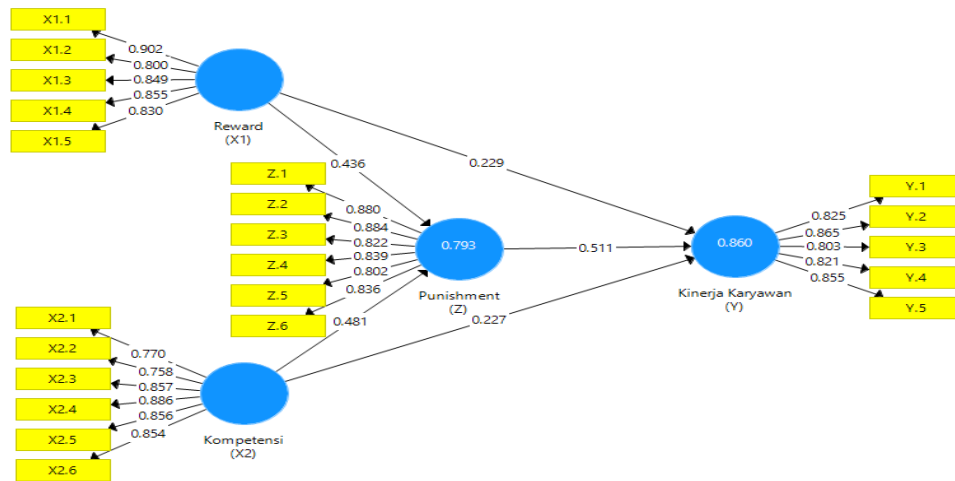 X1.1
X1.2
X1.3
X1.4
X1.5
0.902
0.800
0.849
0.855
0.830
Reward
(X1)
0.436
0.229
Z.1
Z.2
Z.3
Z.4
Z.5
Z.6
0.880
0.884
0.822
0.839
0.802
0.836
0.793
Punishment
(Z)
0.511
0.481
0.227
0.860
Kinerja Karyawan
(Y)
0.825
0.865
0.803
0.821
0.855
Y.1
Y.2
Y.3
Y.4
Y.5
X2.1
X2.2
X2.3
X2.4
X2.5
X2.6
0.770
0.758
0.857
0.886
0.856
0.854
Kompetensi
(X2)